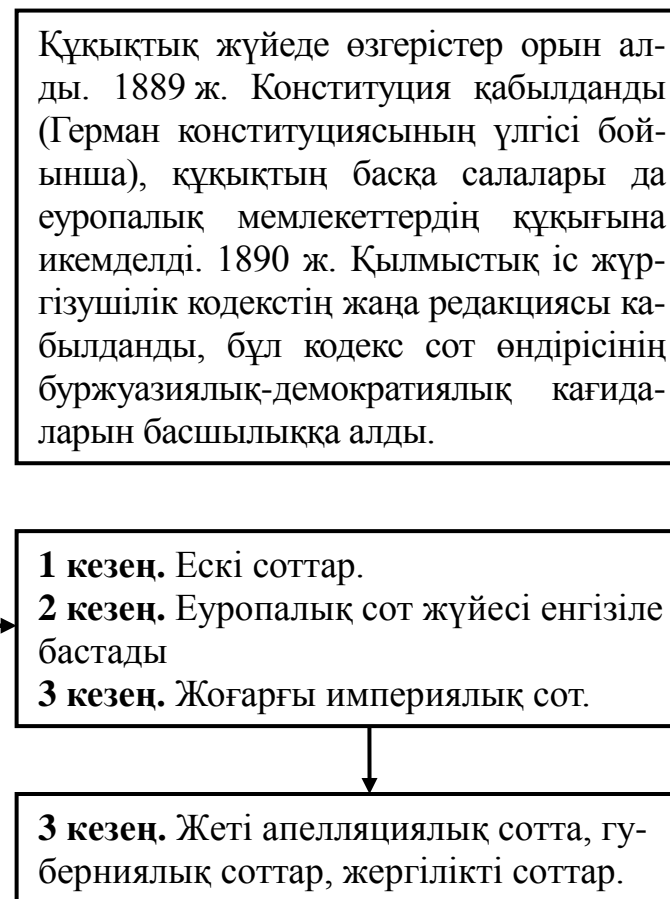 Құқықтық жүйеде өзгерістер орын ал-
ды. 1889 ж. Конституция қабылданды
(Герман конституциясының үлгісі бой-
ынша), құқықтың басқа салалары да
еуропалық мемлекеттердің құқығына
икемделді. 1890 ж. Қылмыстық іс жүр-
гізушілік кодекстің жаңа редакциясы ка-
былданды, бұл кодекс сот өндірісінің
буржуазиялық-демократиялық кағида-
ларын басшылыққа алды.
1 кезең. Ескі соттар.
2 кезең. Еуропалық сот жүйесі енгізіле
бастады
3 кезең. Жоғарғы империялық сот.
3 кезең. Жеті апелляциялық сотта, гу-
берниялық соттар, жергілікті соттар.